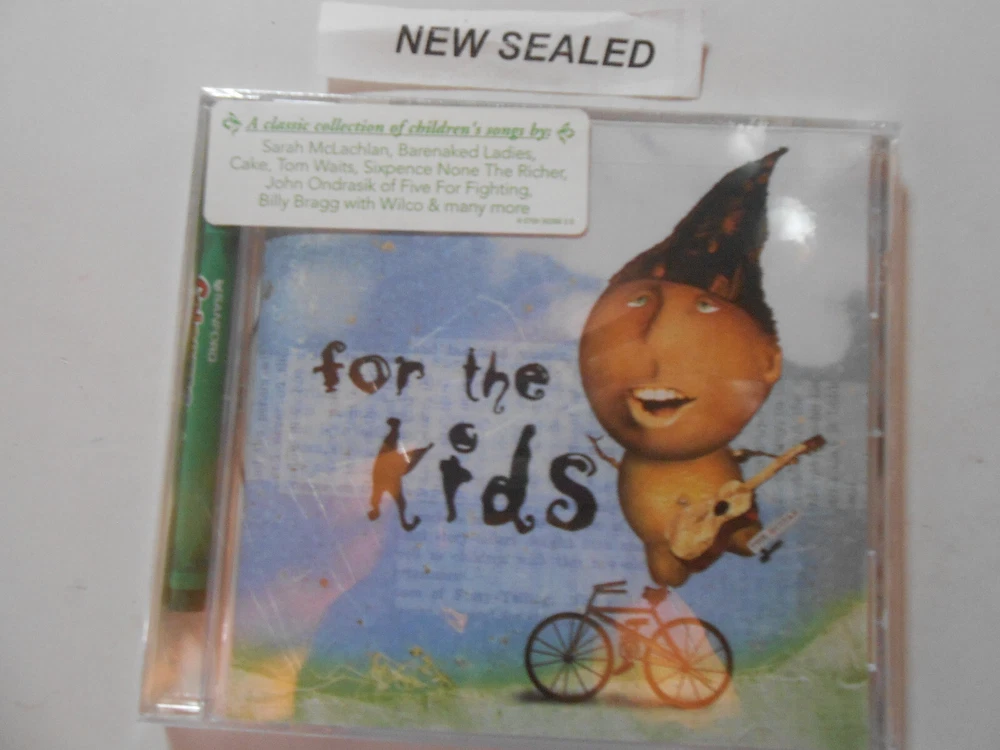 NEW SEALED
A classic collection of children's songs by:
Sarah McLachlan, Barenaked Ladies,
Cake, Tom Waits, Sixpence None The Richer,
John Ondrasik of Five For Fighting,
Billy Bragg with Wilco & many more
for the
kids